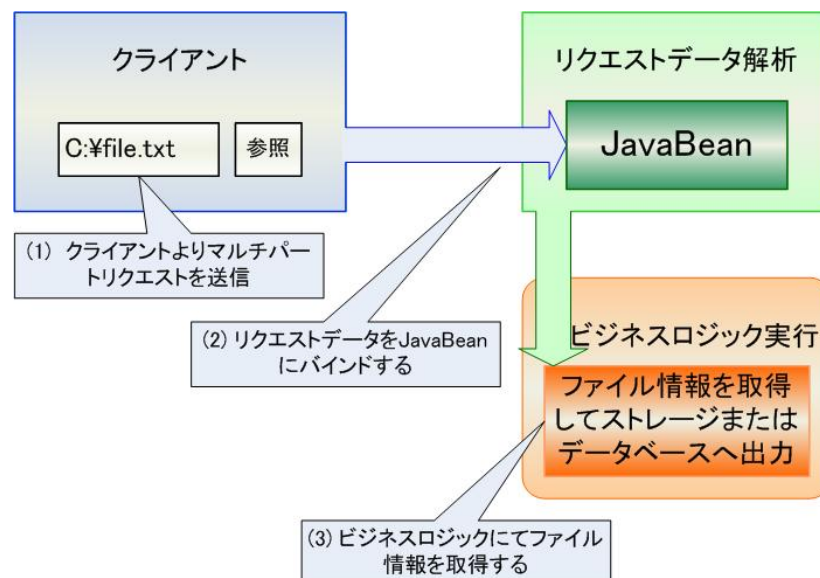 クライアント
C:¥file.txt
参照
リクエストデータ解析
JavaBean
(1) クライアントよりマルチパー
トリクエストを送信
(2) リクエストデータをJavaBean
にバインドする
ビジネスロジック実行
ファイル情報を取得
してストレージまたは
データベースへ出力
(3) ビジネスロジックにてファイル
情報を取得する